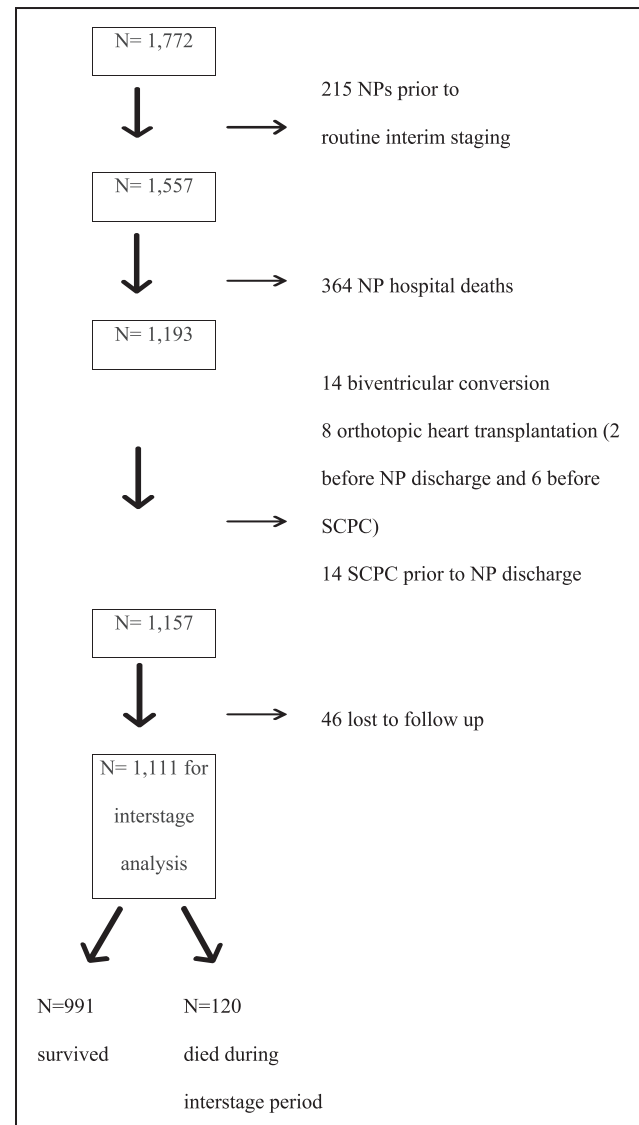 N= 1,772
215 NPs prior to
routine interim staging
N= 1,557
364 NP hospital deaths
N= 1,193
14 biventricular conversion
8 orthotopic heart transplantation (2
before NP discharge and 6 before
SCPC)
14 SCPC prior to NP discharge
N= 1,157
46 lost to follow up
N= 1,111 for
interstage
analysis
N=991
survived
N=120
died during
interstage period